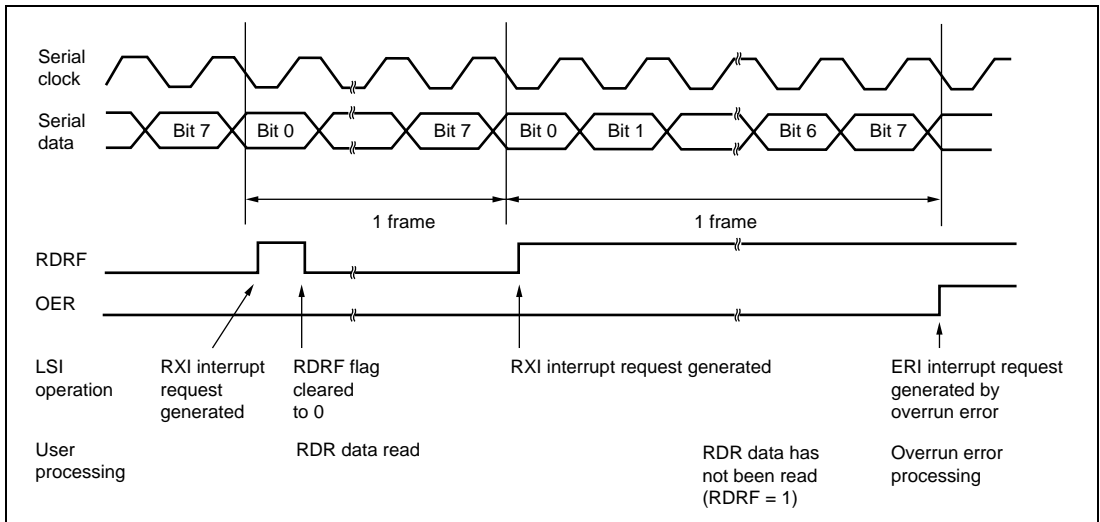 Serial
clock
Serial
data
Bit 7
Bit 0
Bit 7
Bit 0
Bit 1
Bit 6
Bit 7
1 frame
1 frame
RDRF
OER
LSI
operation
RXI interrupt
request
generated
RDRF flag
cleared
to 0
RXI interrupt request generated
ERI interrupt request
generated by
overrun error
User
processing
RDR data read
RDR data has
not been read
(RDRF = 1)
Overrun error
processing